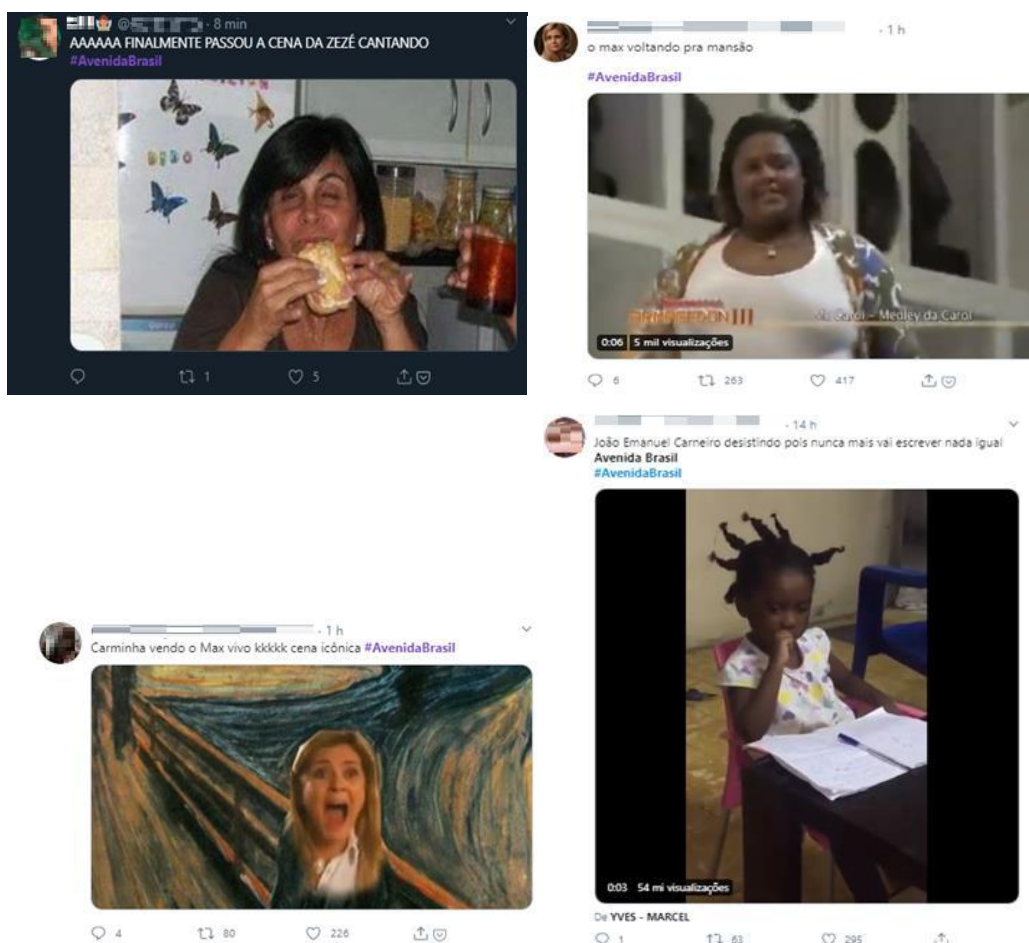 8 min
AAAAAA FINALMENTE PASSOU A CENA DA ZEZÉ CANTANDO
#AvenidaBrasil
1
5
1 h
o max voltando pra mansão
#AvenidaBrasil
III
Medley da Carol
0:06 5 mil visualizações
6 263 417
14 h
João Emanuel Carneiro desistindo pois nunca mais vai escrever nada igual
Avenida Brasil
#AvenidaBrasil
0:03 54 mi visualizações
De YVES - MARCEL
1 63 295
1 h
Carminha vendo o Max vivo kkkkk cena icônica #AvenidaBrasil
4 80 226